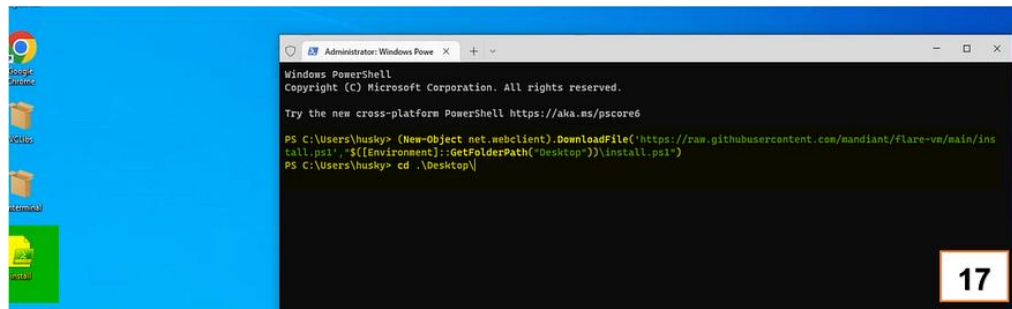 Google
Chrome
install
Administrator: Windows Powe
Windows PowerShell
Copyright (C) Microsoft Corporation. All rights reserved.
Try the new cross-platform PowerShell https://aka.ms/pscore6
PS C:\Users\husky> (New-Object net.webclient).DownloadFile('https://raw.githubusercontent.com/mandiant/flare-vm/main/ins
tall.ps1',"$([Environment]::GetFolderPath("Desktop"))\install.ps1")
PS C:\Users\husky> cd .\Desktop\
17